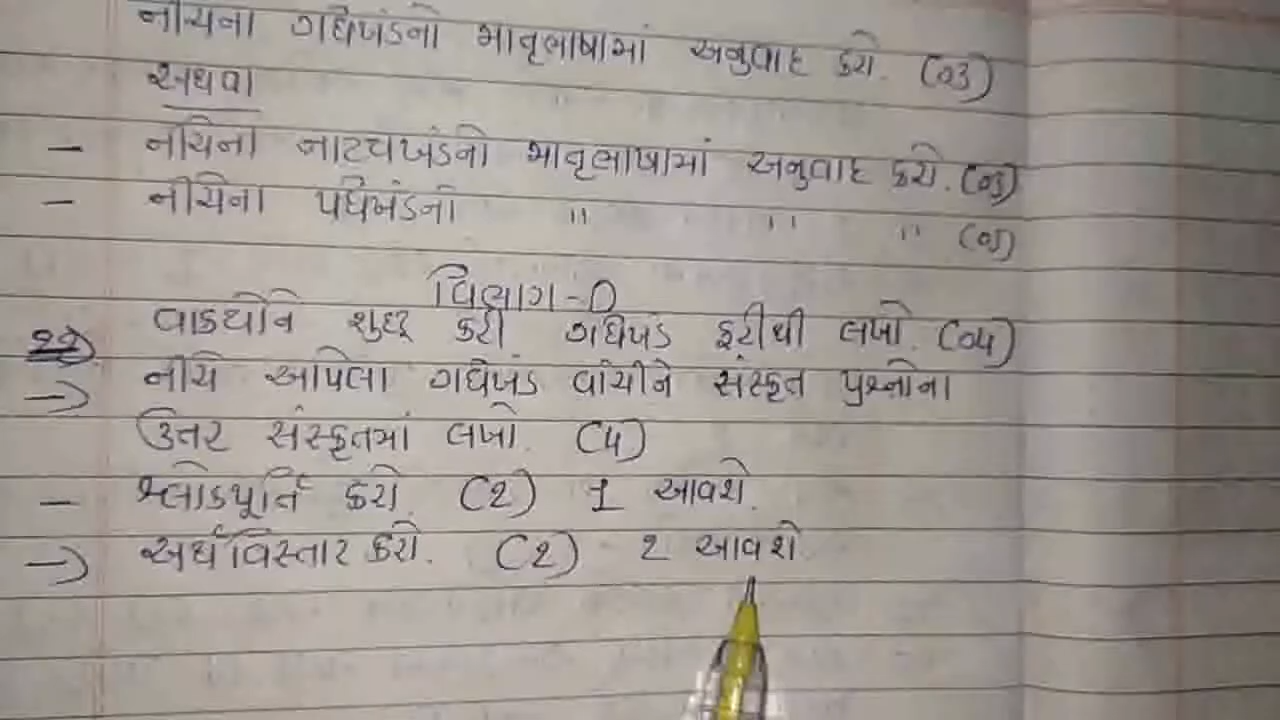 નીચેના ગદ્યખંડનો માતૃભાષામાં અનુવાદ કરો. (03)
અથવા
- નીચેના નાટ્યખંડનો માતૃભાષામાં અનુવાદ કરો. (03)
- નીચેના પદ્યખંડનો " " " (05)
વિભાગ-D
વાક્યોને શુદ્ધ કરી ગદ્યખંડ ફરીથી લખો. (04)
→ નીચે આપેલા ગદ્યખંડ વાંચીને સંસ્કૃત પ્રશ્નોના
ઉત્તર સંસ્કૃતમાં લખો. (4)
- શ્લોકપૂર્તિ કરો. (2) 1 આવશે.
→ અર્થવિસ્તાર કરો. (2) 2 આવશે.